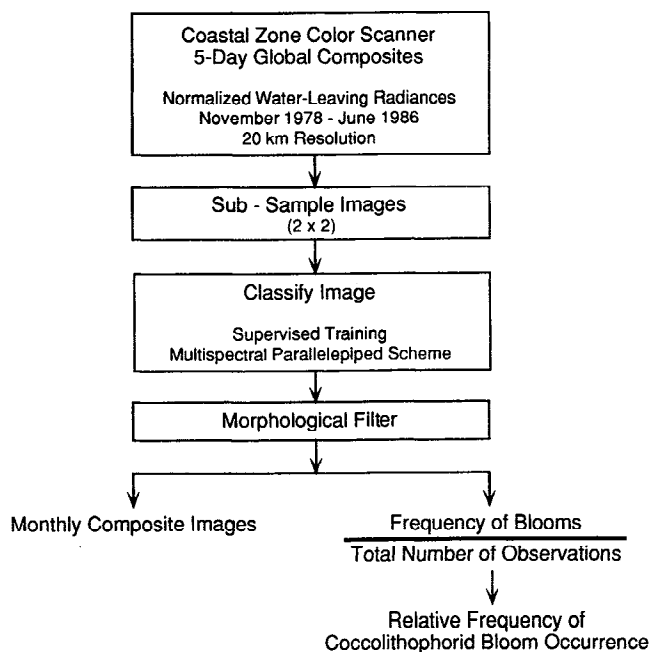 Coastal Zone Color Scanner
5-Day Global Composites
Normalized Water-Leaving Radiances
November 1978 - June 1986
20 km Resolution
Sub - Sample Images
(2 x 2)
Classify Image
Supervised Training
Multispectral Parallelepiped Scheme
Morphological Filter
Monthly Composite Images
Frequency of Blooms
Total Number of Observations
Relative Frequency of
Coccolithophorid Bloom Occurrence